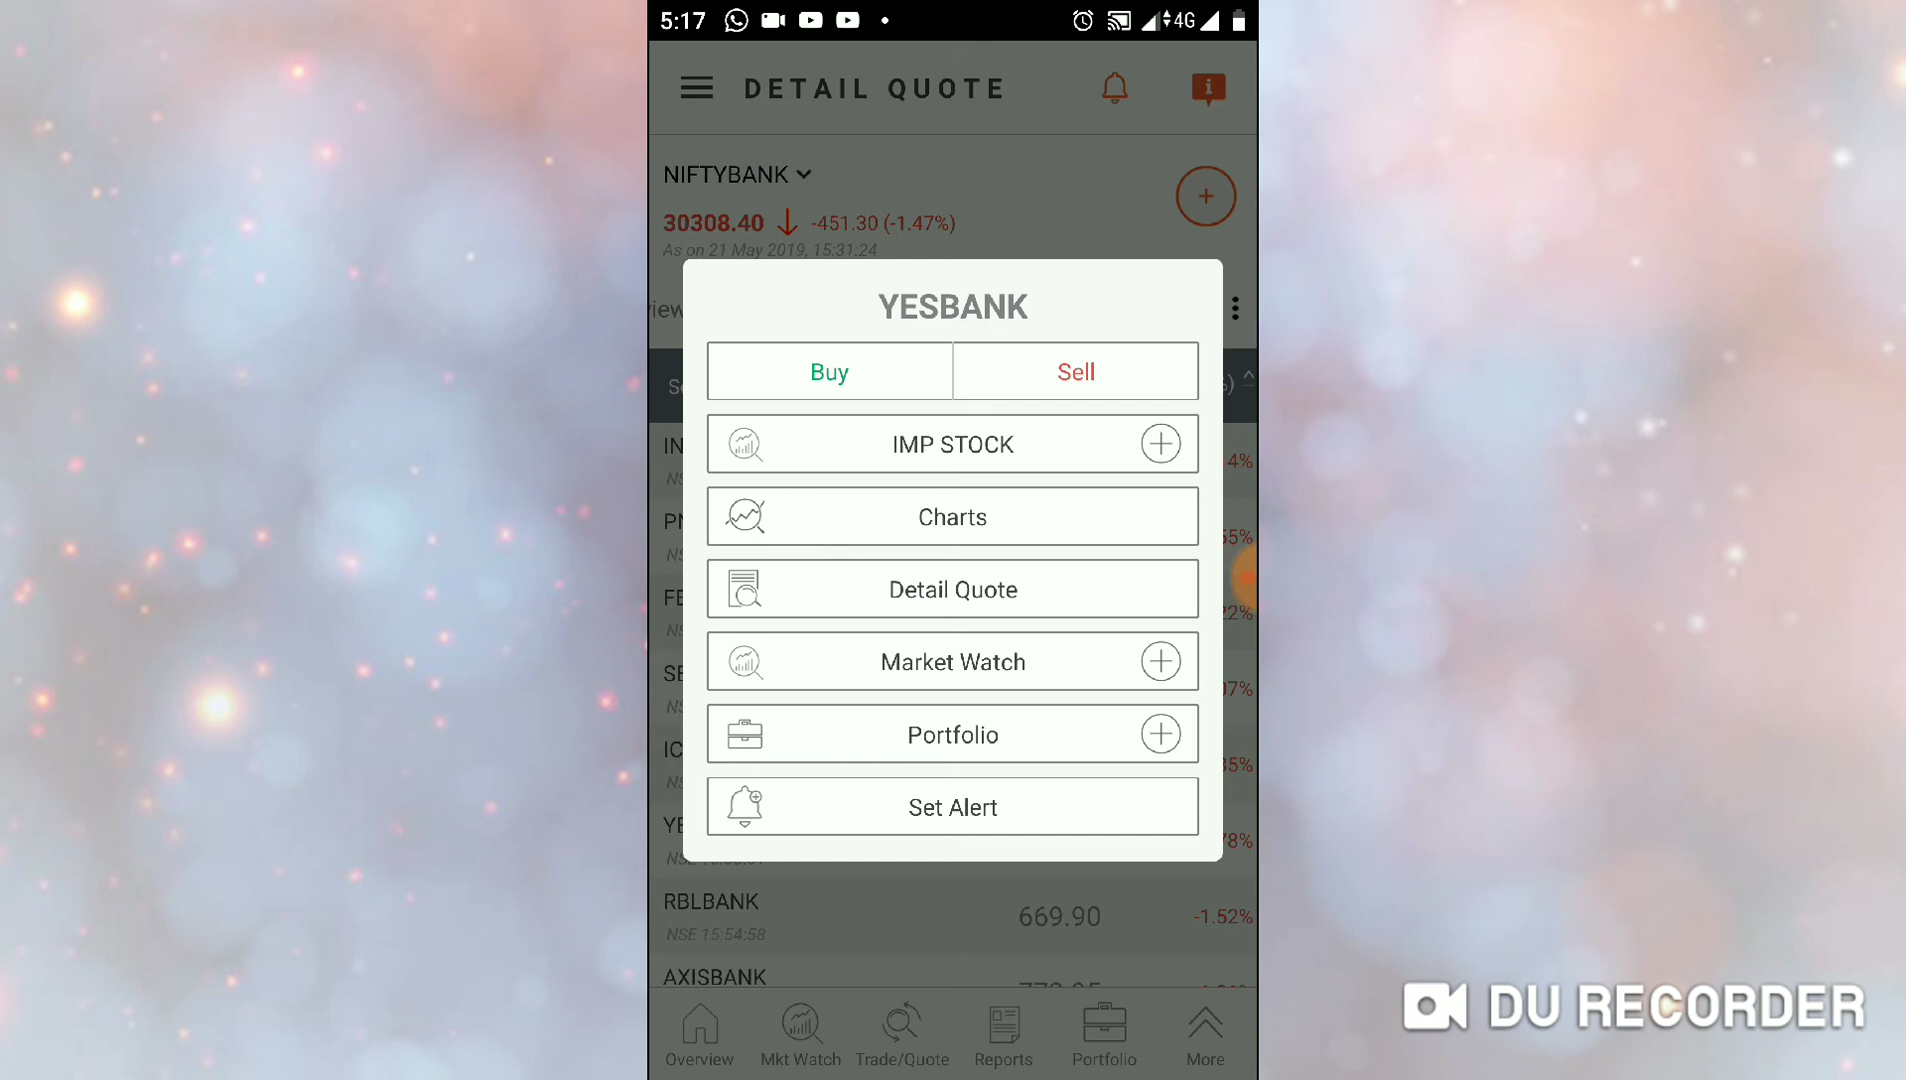 5:17 4G
DETAIL QUOTE
NIFTYBANK
30308.40 -451.30 (-1.47%)
As on 21 May 2019, 15:31:24
YESBANK
Buy Sell
IMP STOCK
Charts
Detail Quote
Market Watch
Portfolio
Set Alert
RBLBANK 669.90 -1.52%
NSE 15:54:58
AXISBANK
Overview Mkt Watch Trade/Quote Reports Portfolio More
DU RECORDER